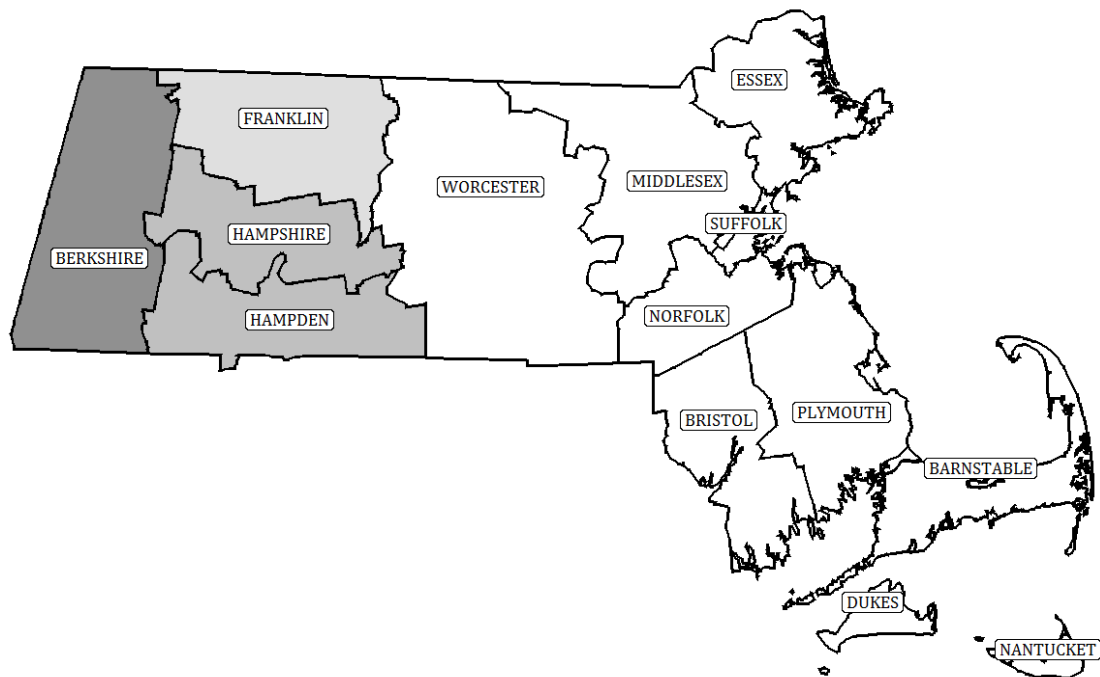 ESSEX
FRANKLIN
MIDDLESEX
WORCESTER
SUFFOLK
HAMPSHIRE
BERKSHIRE
NORFOLK
HAMPDEN
PLYMOUTH
BRISTOL
BARNSTABLE
DUKES
NANTUCKET